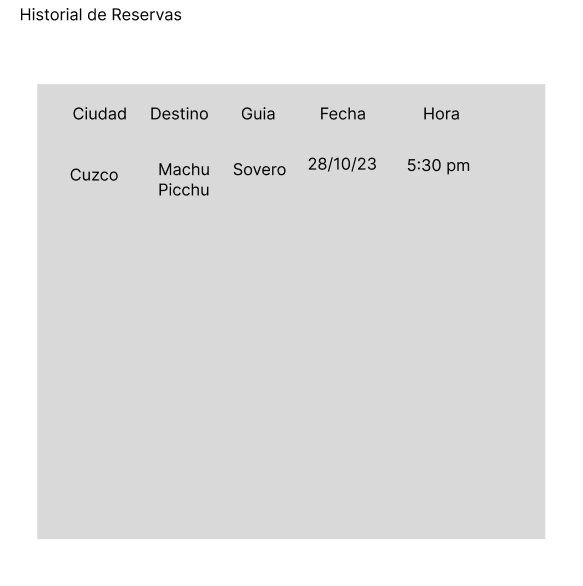 Historial de Reservas
Ciudad Destino Guia Fecha Hora
Cuzco Machu Picchu Sovero 28/10/23 5:30 pm